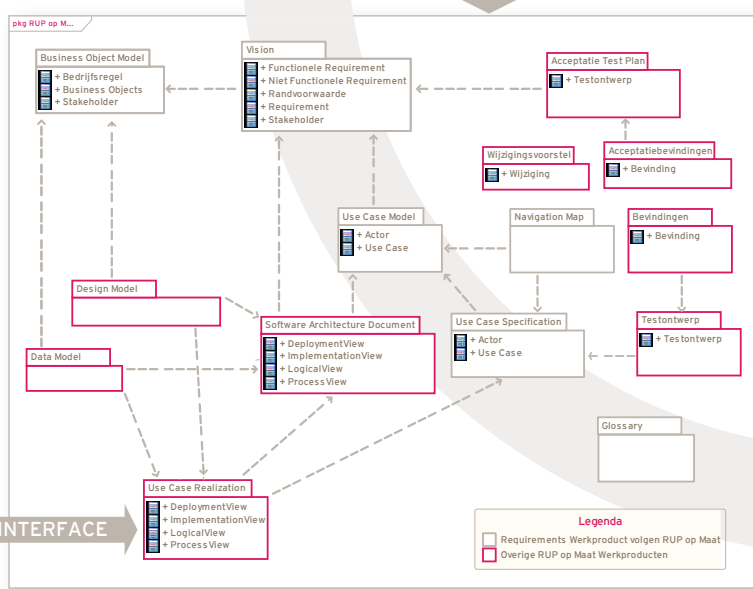 pkg RUP op M...
Business Object Model
+ Bedrijfsregel
+ Business Objects
+ Stakeholder
Vision
+ Functionele Requirement
+ Niet Functionele Requirement
+ Randvoorwaarde
+ Requirement
+ Stakeholder
Acceptatie Test Plan
+ Testontwerp
Wijzigingsvoorstel
+ Wijziging
Acceptatiebevindingen
+ Bevinding
Use Case Model
+ Actor
+ Use Case
Navigation Map
Bevindingen
+ Bevinding
Design Model
Software Architecture Document
+ DeploymentView
+ ImplementationView
+ LogicalView
+ ProcessView
Use Case Specification
+ Actor
+ Use Case
Testontwerp
+ Testontwerp
Data Model
Glossary
Use Case Realization
+ DeploymentView
+ ImplementationView
+ LogicalView
+ ProcessView
INTERFACE
Legenda
Requirements Werkproduct volgen RUP op Maat
Overige RUP op Maat Werkproducten